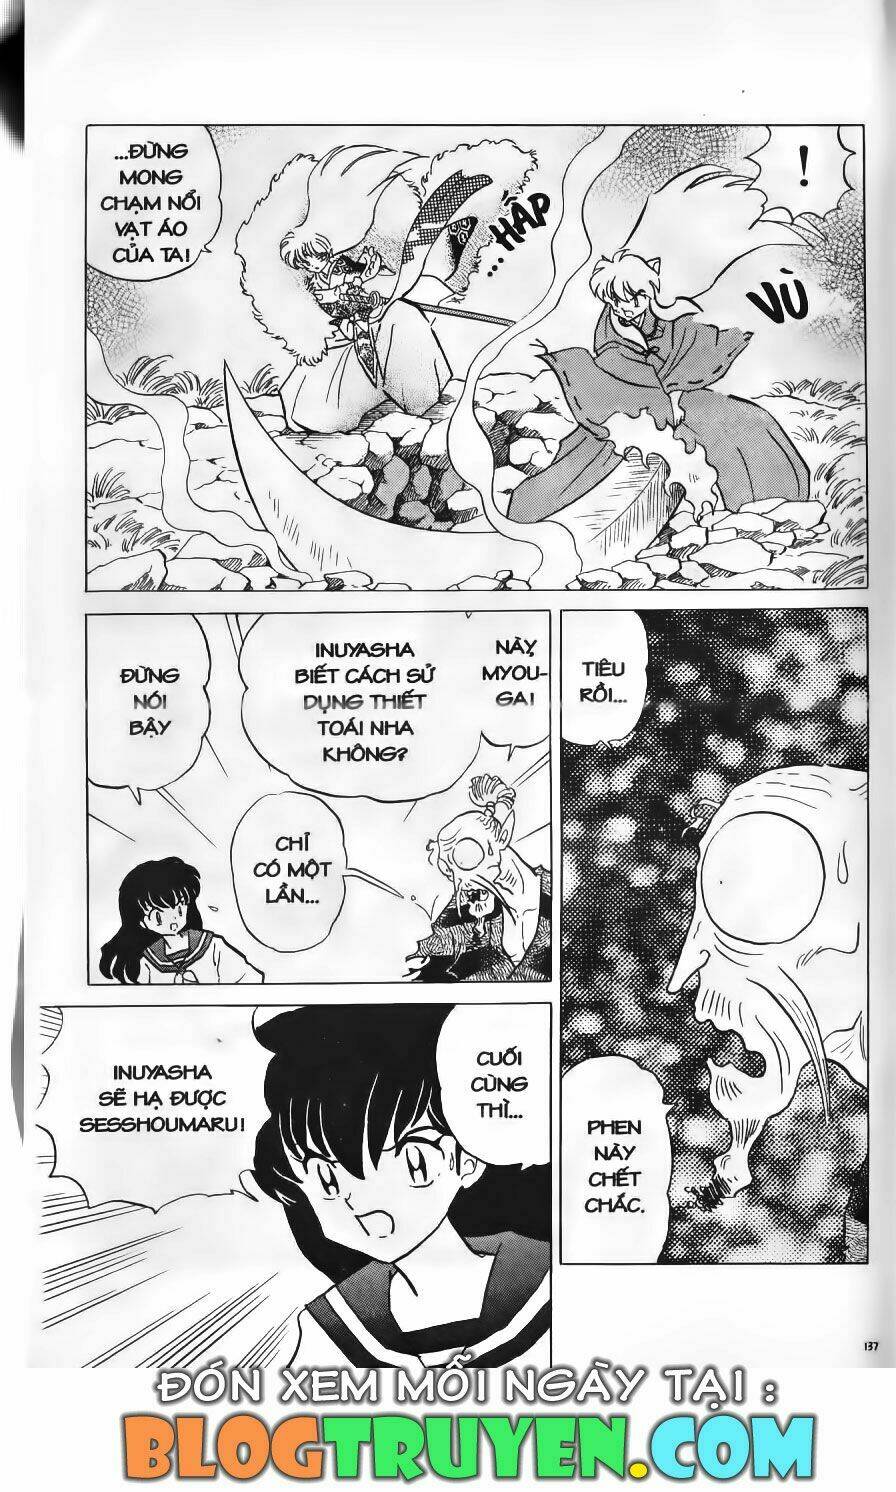 !
VÙ
...HẤP
...ĐỪNG
MONG
CHẠM NỔI
VẠT ÁO
CỦA TA!
TIÊU
RỒI...
PHEN
NÀY
CHẾT
CHẮC.
NÀY,
MYOU-
GA!
INUYASHA
BIẾT CÁCH SỬ
DỤNG THIẾT
TOÁI NHA
KHÔNG?
CHỈ
CÓ MỘT
LẦN...
ĐỪNG
NÓI
BẬY
CUỐI
CÙNG
THÌ...
INUYASHA
SẼ HẠ ĐƯỢC
SESSHOUMARU!
137
ĐÓN XEM MỖI NGÀY TẠI :
BLOGTRUYEN.COM